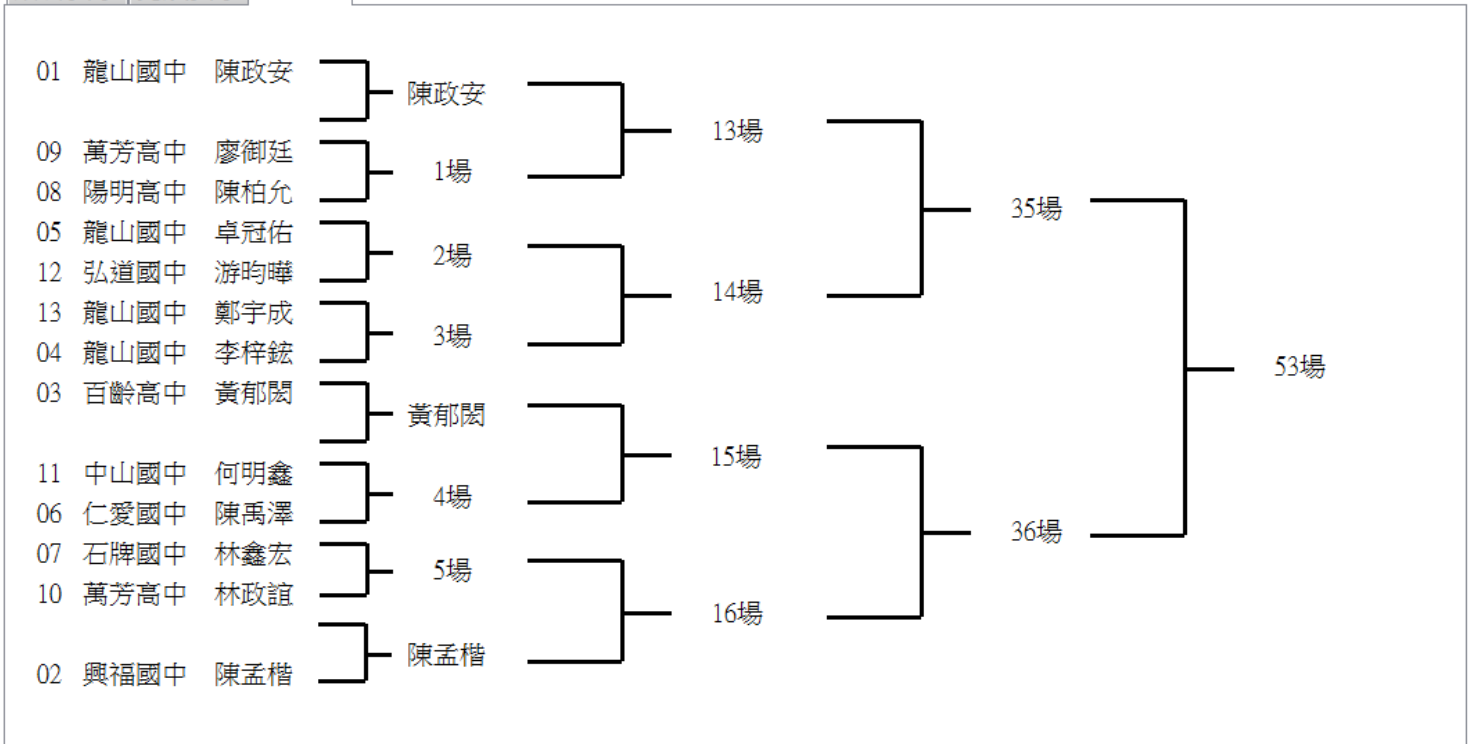 01 龍山國中 陳政安
陳政安
13場
09 萬芳高中 廖御廷
1場
08 陽明高中 陳柏允
35場
05 龍山國中 卓冠佑
2場
12 弘道國中 游昀曄
14場
13 龍山國中 鄭宇成
3場
04 龍山國中 李梓鋐
53場
03 百齡高中 黃郁閎
黃郁閎
15場
11 中山國中 何明鑫
4場
06 仁愛國中 陳禹澤
36場
07 石牌國中 林鑫宏
5場
10 萬芳高中 林政誼
16場
陳孟楷
02 興福國中 陳孟楷